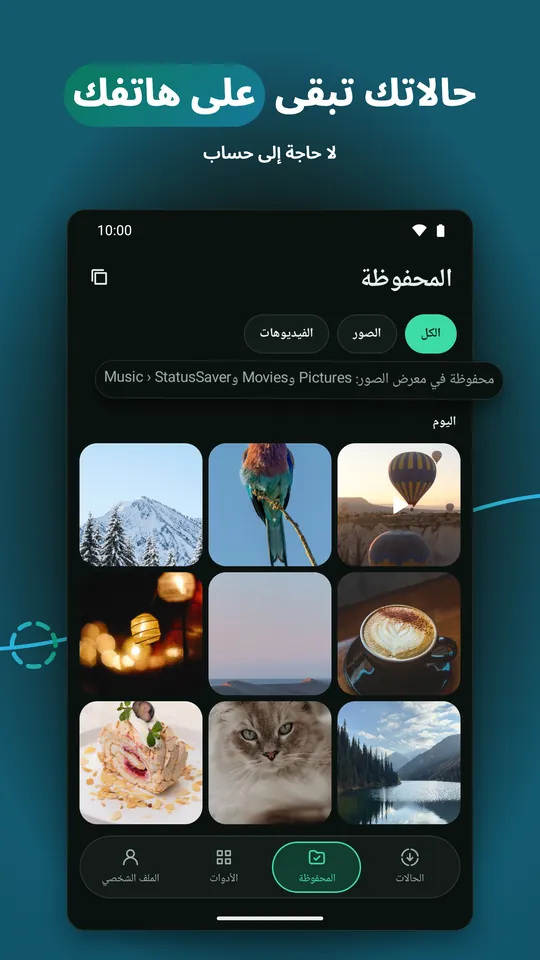 حالاتك تبقى على هاتفك
لا حاجة إلى حساب
10:00
المحفوظة
الكل
الصور
الفيديوهات
محفوظة في معرض الصور: Pictures وMovies وMusic › StatusSaver
اليوم
الحالات
المحفوظة
الأدوات
الملف الشخصي